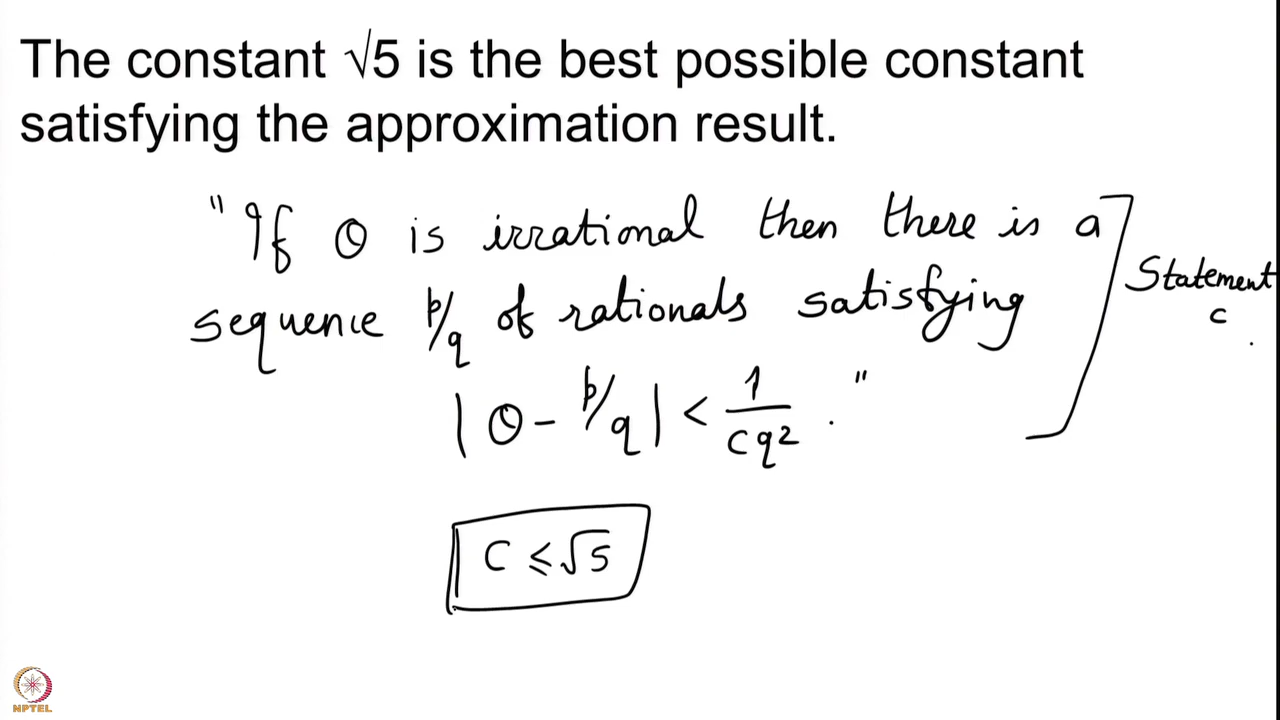 The constant √5 is the best possible constant
satisfying the approximation result.
"If θ is irrational then there is a
sequence p/q of rationals satisfying
|θ - p/q| < 1/cq² . "
Statement
c
C ⩽ √5
NPTEL